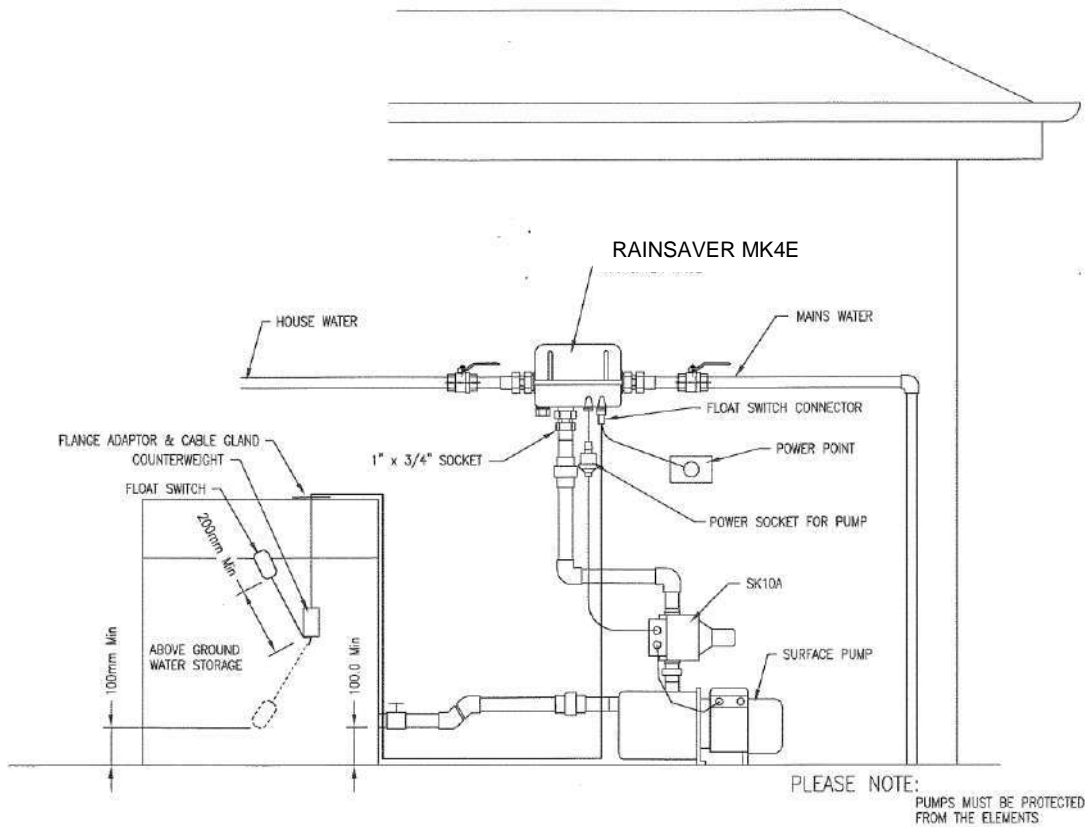 RAINSAVER MK4E
HOUSE WATER
MAINS WATER
FLOAT SWITCH CONNECTOR
FLANGE ADAPTOR & CABLE GLAND
COUNTERWEIGHT
1" x 3/4" SOCKET
POWER POINT
FLOAT SWITCH
200mm Min
POWER SOCKET FOR PUMP
SK10A
ABOVE GROUND
WATER STORAGE
100mm Min
100.0 Min
SURFACE PUMP
PLEASE NOTE:
PUMPS MUST BE PROTECTED
FROM THE ELEMENTS